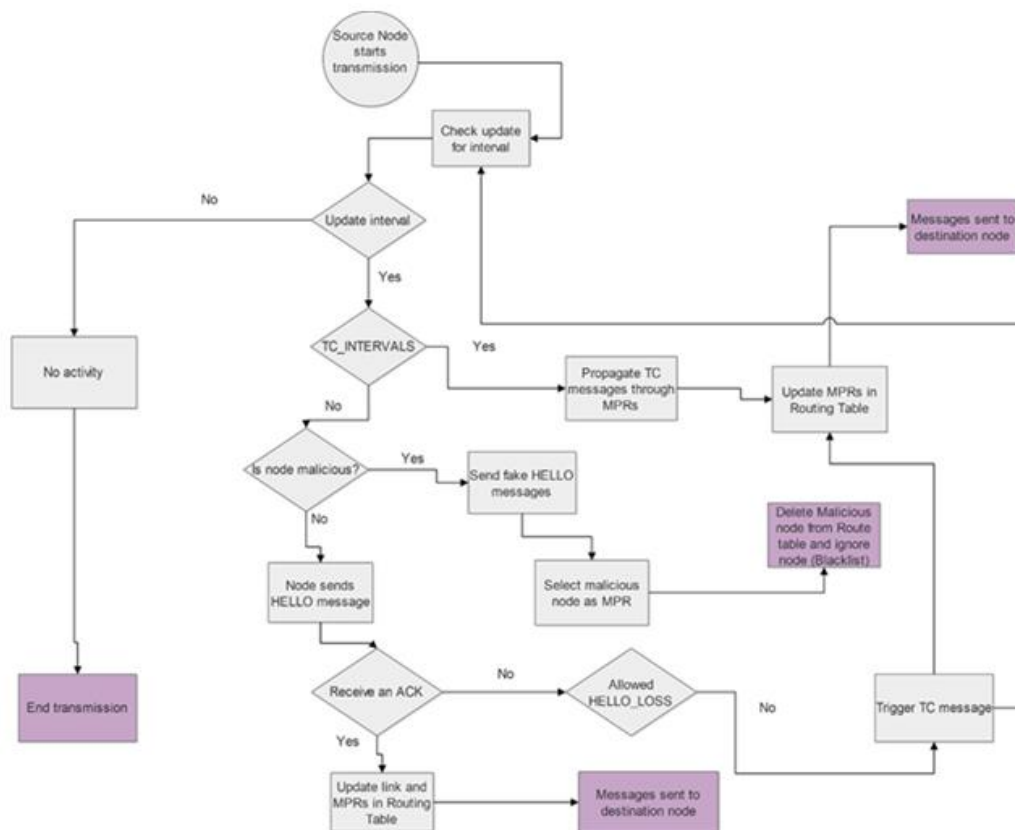 Source Node
starts
transmission
Check update
for interval
No
Update interval
Messages sent to
destination node
Yes
TC_INTERVALS
Yes
No activity
Propagate TC
messages through
MPRs
Update MPRs in
Routing Table
No
Is node malicious?
Yes
Send fake HELLO
messages
No
Delete Malicious
node from Route
table and ignore
node (Blacklist)
Node sends
HELLO message
Select malicious
node as MPR
End transmission
Receive an ACK
No
Allowed
HELLO_LOSS
No
Trigger TC message
Yes
Update link and
MPRs in Routing
Table
Messages sent to
destination node